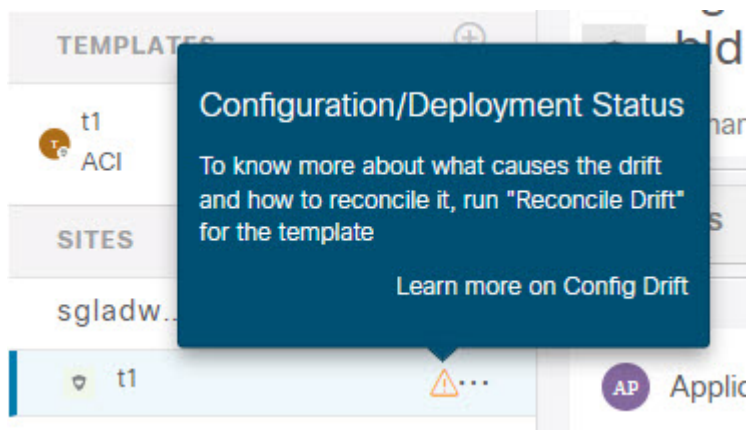 TEMPLATES
t1
ACI
SITES
sgladw...
t1
Configuration/Deployment Status
To know more about what causes the drift
and how to reconcile it, run "Reconcile Drift"
for the template
Learn more on Config Drift
AP